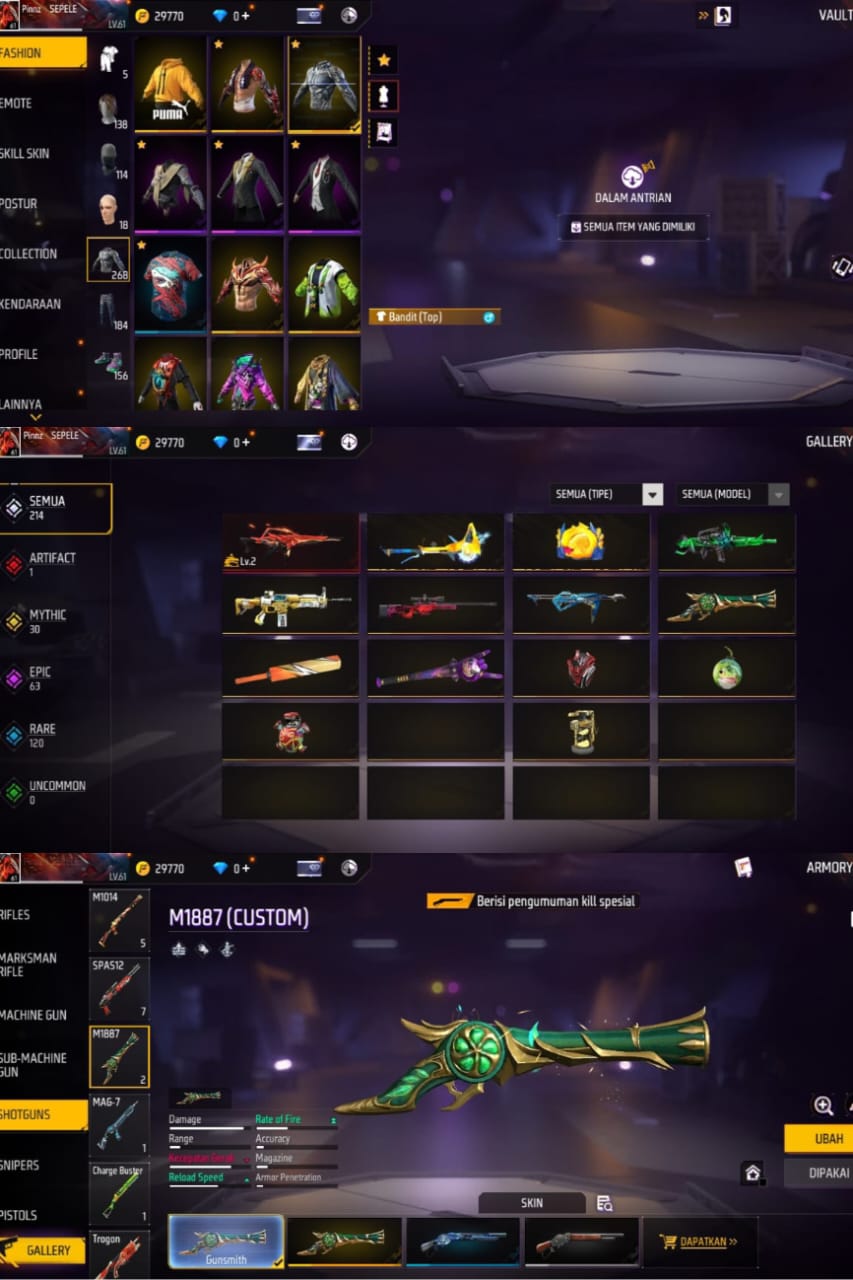 Pinnz SEPELE
LV.61
29770
0+
VAULT
FASHION
EMOTE
SKILL SKIN
POSTUR
COLLECTION
KENDARAAN
PROFILE
LAINNYA
5
138
114
18
268
184
156
PUMA
DALAM ANTRIAN
SEMUA ITEM YANG DIMILIKI
Bandit (Top)
Pinnz SEPELE
LV.61
29770
0+
GALLERY
SEMUA
214
ARTIFACT
1
MYTHIC
30
EPIC
63
RARE
120
UNCOMMON
0
SEMUA (TIPE)
SEMUA (MODEL)
Lv.2
LV.61
29770
0+
ARMORY
RIFLES
MARKSMAN
RIFLE
MACHINE GUN
SUB-MACHINE
GUN
SHOTGUNS
SNIPERS
PISTOLS
GALLERY
M1014
5
SPAS12
7
M1887
2
MAG-7
1
Charge Buster
1
Trogon
M1887 (CUSTOM)
Berisi pengumuman kill spesial
Damage
Rate of Fire
Range
Accuracy
Kecepatan Gerak
Magazine
Reload Speed
Armor Penetration
UBAH
DIPAKAI
SKIN
Gunsmith
DAPATKAN >>